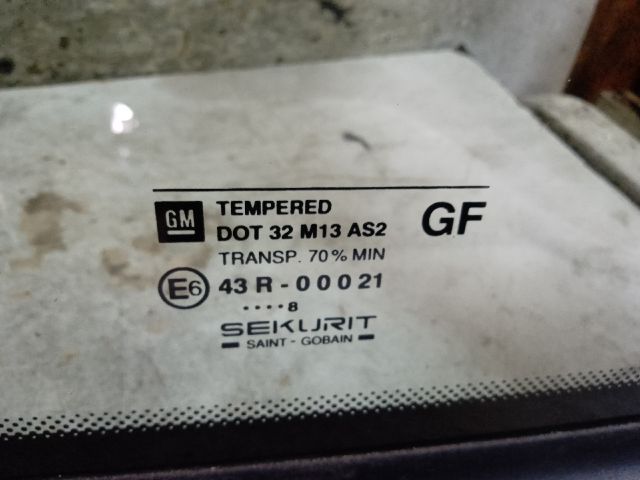 GM TEMPERED
DOT 32 M13 AS2
GF
TRANSP. 70% MIN
E6 43 R - 00021
.... 8
SEKURIT
SAINT - GOBAIN